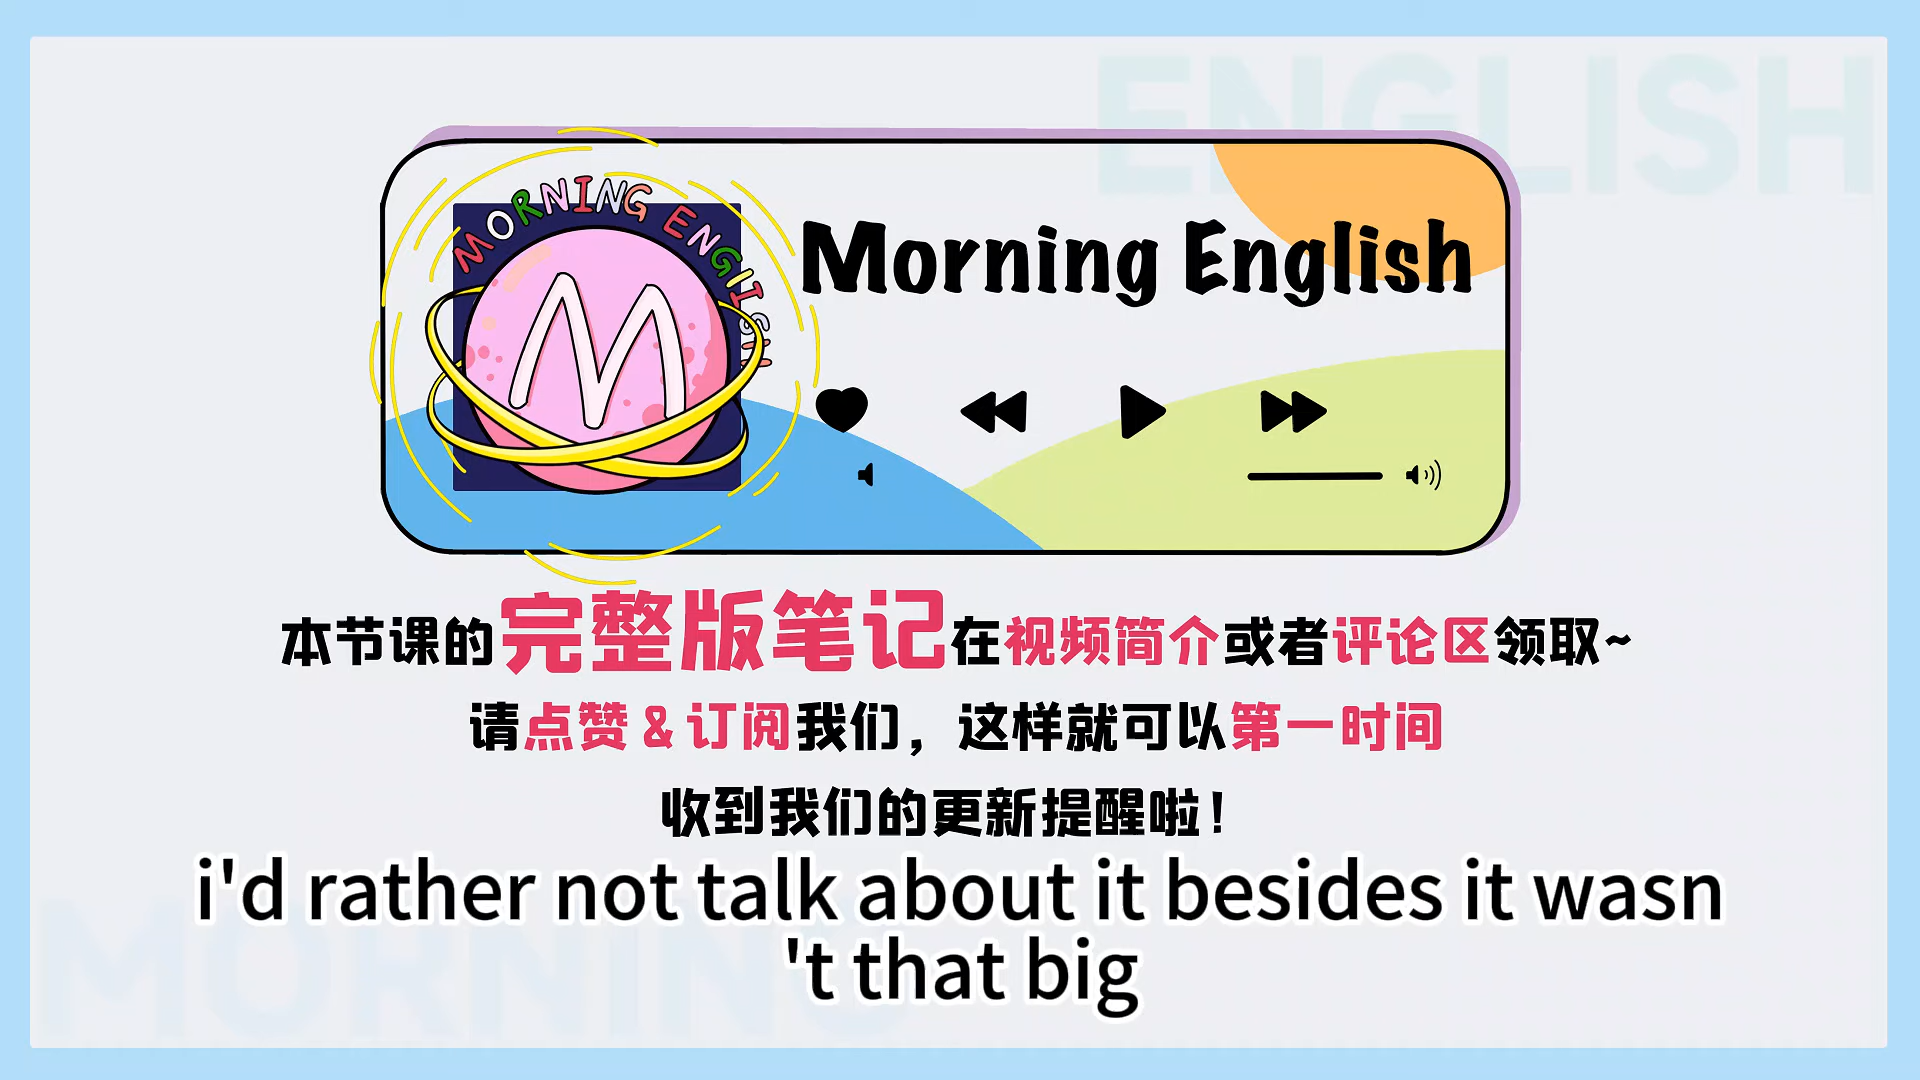 ENGLISH
MORNING ENGLISH
M
Morning English
本节课的完整版笔记在视频简介或者评论区领取~
请点赞&订阅我们，这样就可以第一时间
收到我们的更新提醒啦！
MORNING
i'd rather not talk about it besides it wasn
't that big